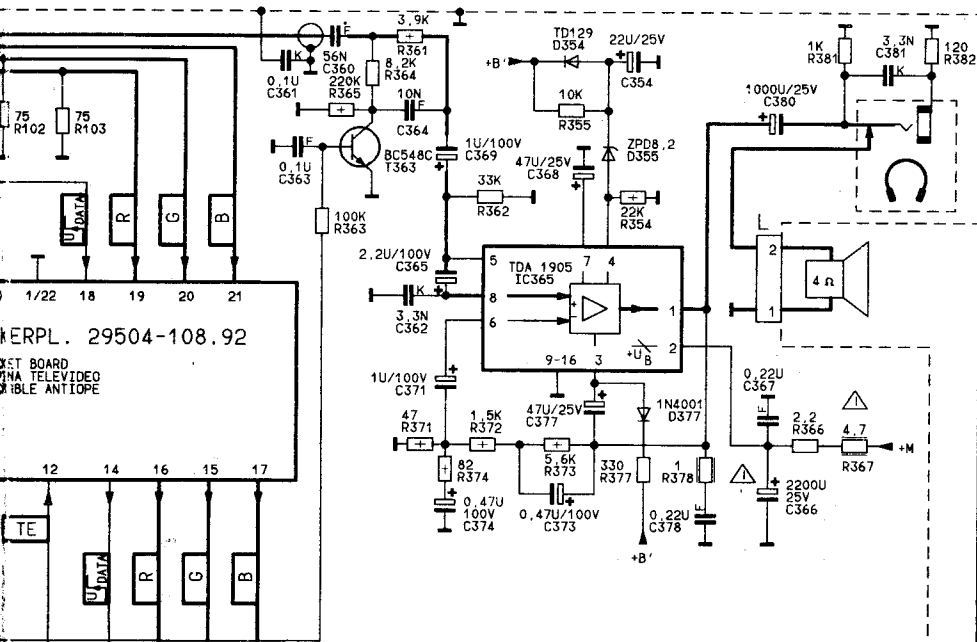 56N
C360
F
K
0,1U
C361
3,9K
R361
8,2K
R364
220K
R365
10N
C364
F
BC548C
T363
F
0,1U
C363
100K
R363
1U/100V
C369
33K
R362
2,2U/100V
C365
K
3,3N
C362
75
R102
75
R103
TD129
D354
+B'
22U/25V
C354
10K
R355
ZPD8,2
D355
47U/25V
C368
22K
R354
1K
R381
3,3N
C381
K
120
R382
1000U/25V
C380
U DATA
R
G
B
1/22
18
19
20
21
ERPL. 29504-108.92
KET BOARD
NA TELEVIDEO
IBLE ANTIOPE
12
14
16
15
17
TE
U DATA
R
G
B
5
8
6
TDA 1905
IC365
7
4
+
−
1
+UB
2
9-16
3
L
2
1
4 Ω
1U/100V
C371
47
R371
1,5K
R372
82
R374
0,47U
100V
C374
47U/25V
C377
5,6K
R373
0,47U/100V
C373
1N4001
D377
330
R377
+B'
1
R378
F
0,22U
C378
0,22U
C367
F
2,2
R366
4,7
R367
+M
2200U
25V
C366